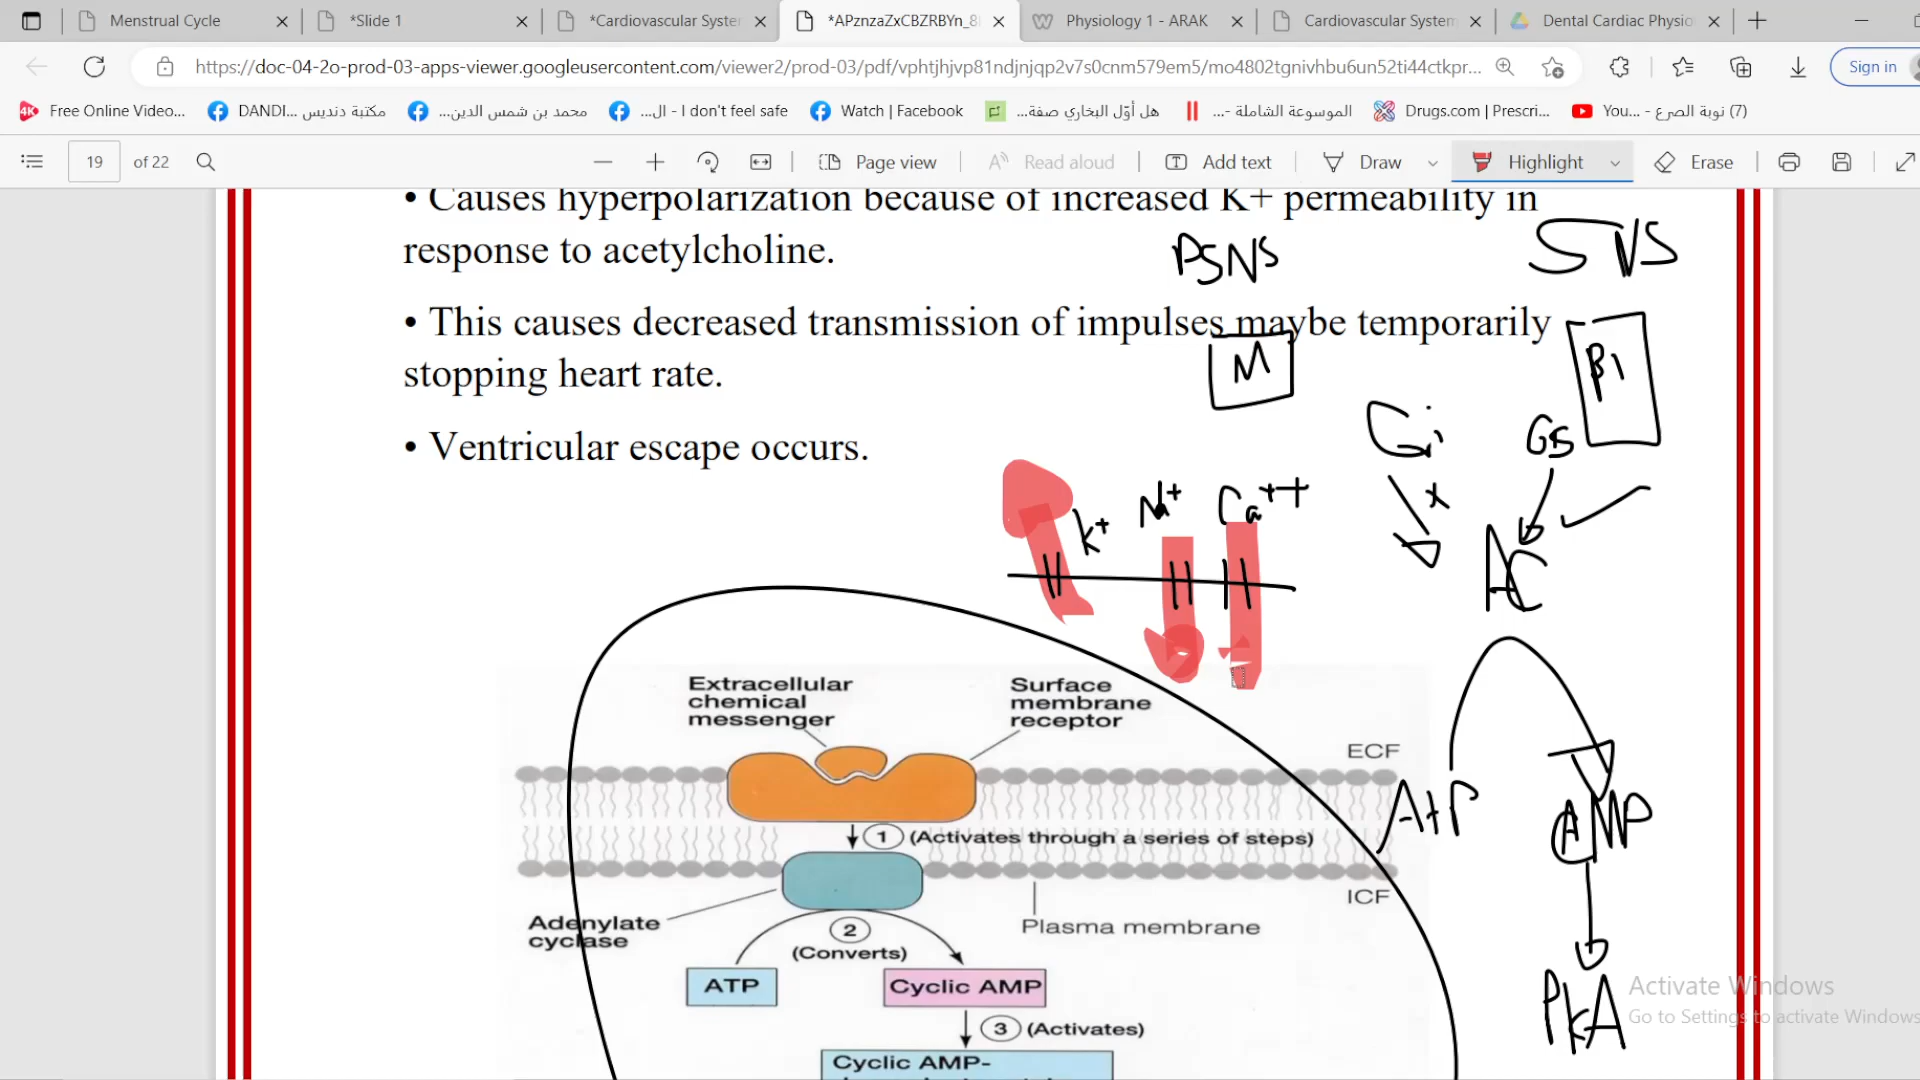 Menstrual Cycle
*Slide 1
*Cardiovascular System
*APznzaZxCBZRBYn_8
Physiology 1 - ARAK
Cardiovascular System
Dental Cardiac Physio
https://doc-04-2o-prod-03-apps-viewer.googleusercontent.com/viewer2/prod-03/pdf/vphtjhjvp81ndjnjqp2v7s0cnm579em5/mo4802tgnivhbu6un52ti44ctkpr...
Sign in
Free Online Video...
DANDI... مكتبة دنديس
محمد بن شمس الدين...
ال... - I don't feel safe
Watch | Facebook
هل أوّل البخاري صفة...
الموسوعة الشاملة -...
Drugs.com | Prescri...
You... - نوبة الصرع (7)
19 of 22
Page view
Read aloud
Add text
Draw
Highlight
Erase
• Causes hyperpolarization because of increased K+ permeability in
response to acetylcholine.
PSNS
SNS
• This causes decreased transmission of impulses maybe temporarily
stopping heart rate.
M
β1
Gi
Gs
• Ventricular escape occurs.
K+
Na+
Ca++
X
AC
Extracellular
chemical
messenger
Surface
membrane
receptor
ECF
1 (Activates through a series of steps)
ATP
cAMP
ICF
Adenylate
cyclase
Plasma membrane
2
(Converts)
ATP
Cyclic AMP
PkA
3 (Activates)
Cyclic AMP-
Activate Windows
Go to Settings to activate Windows